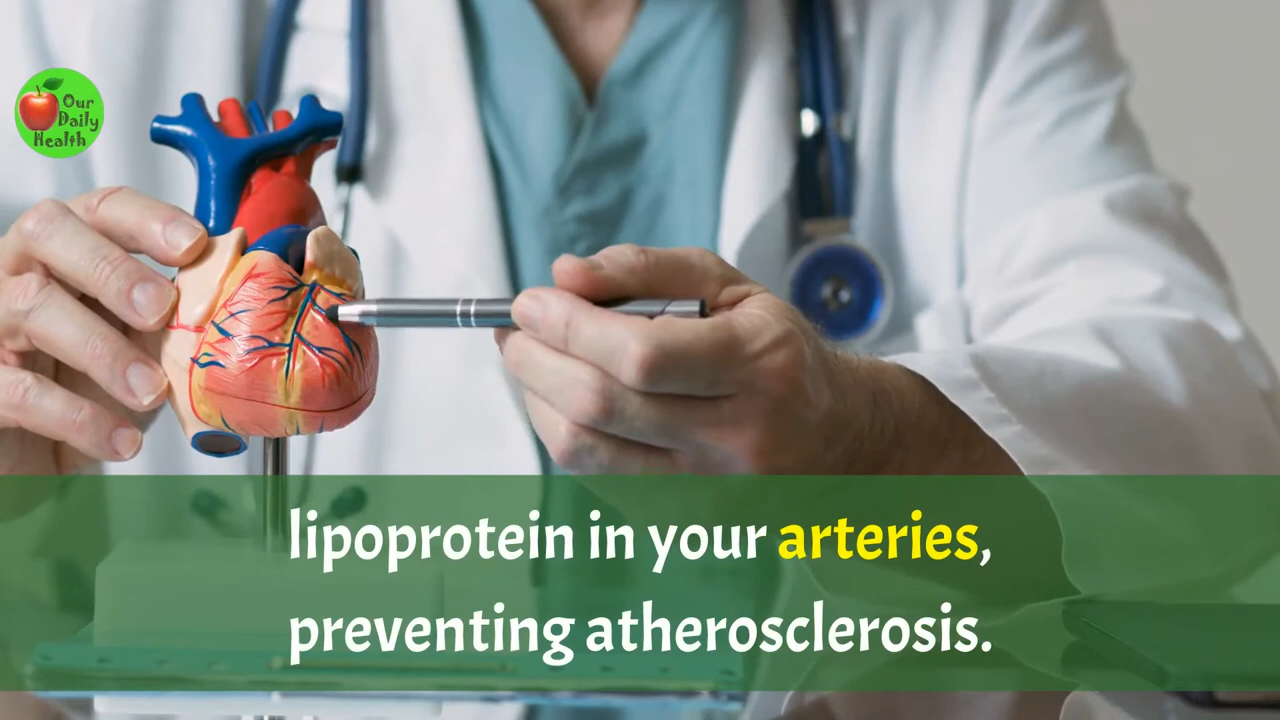 Our
Daily
Health
lipoprotein in your arteries,
preventing atherosclerosis.